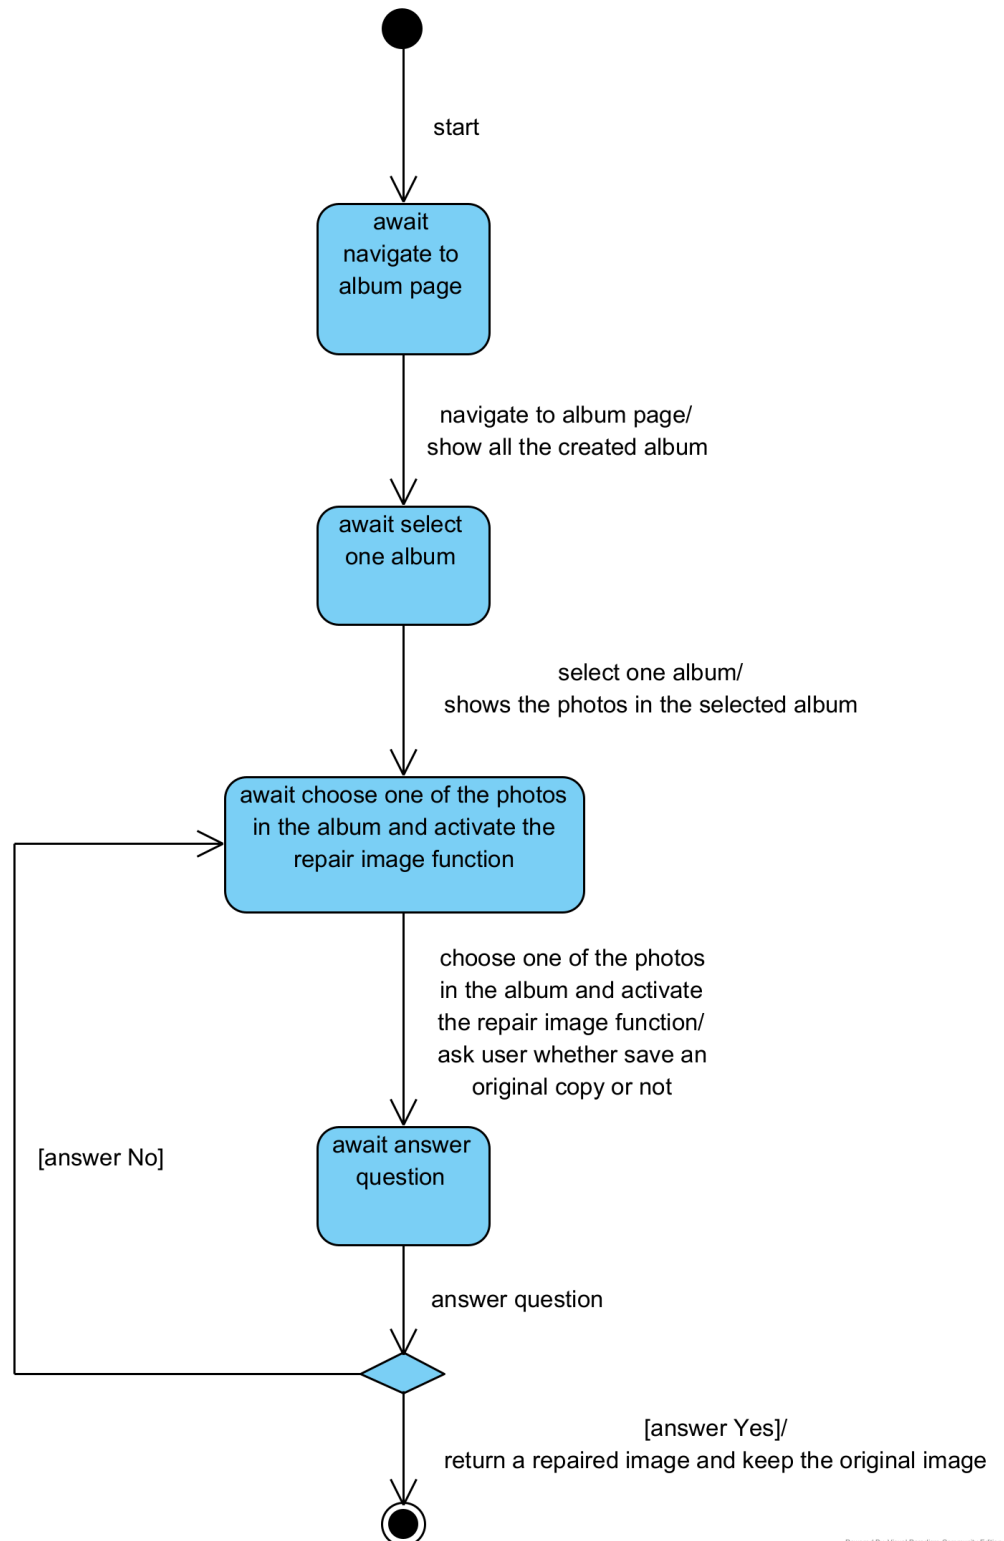 start
await
navigate to
album page
navigate to album page/
show all the created album
await select
one album
select one album/
shows the photos in the selected album
await choose one of the photos
in the album and activate the
repair image function
choose one of the photos
in the album and activate
the repair image function/
ask user whether save an
original copy or not
[answer No]
await answer
question
answer question
[answer Yes]/
return a repaired image and keep the original image